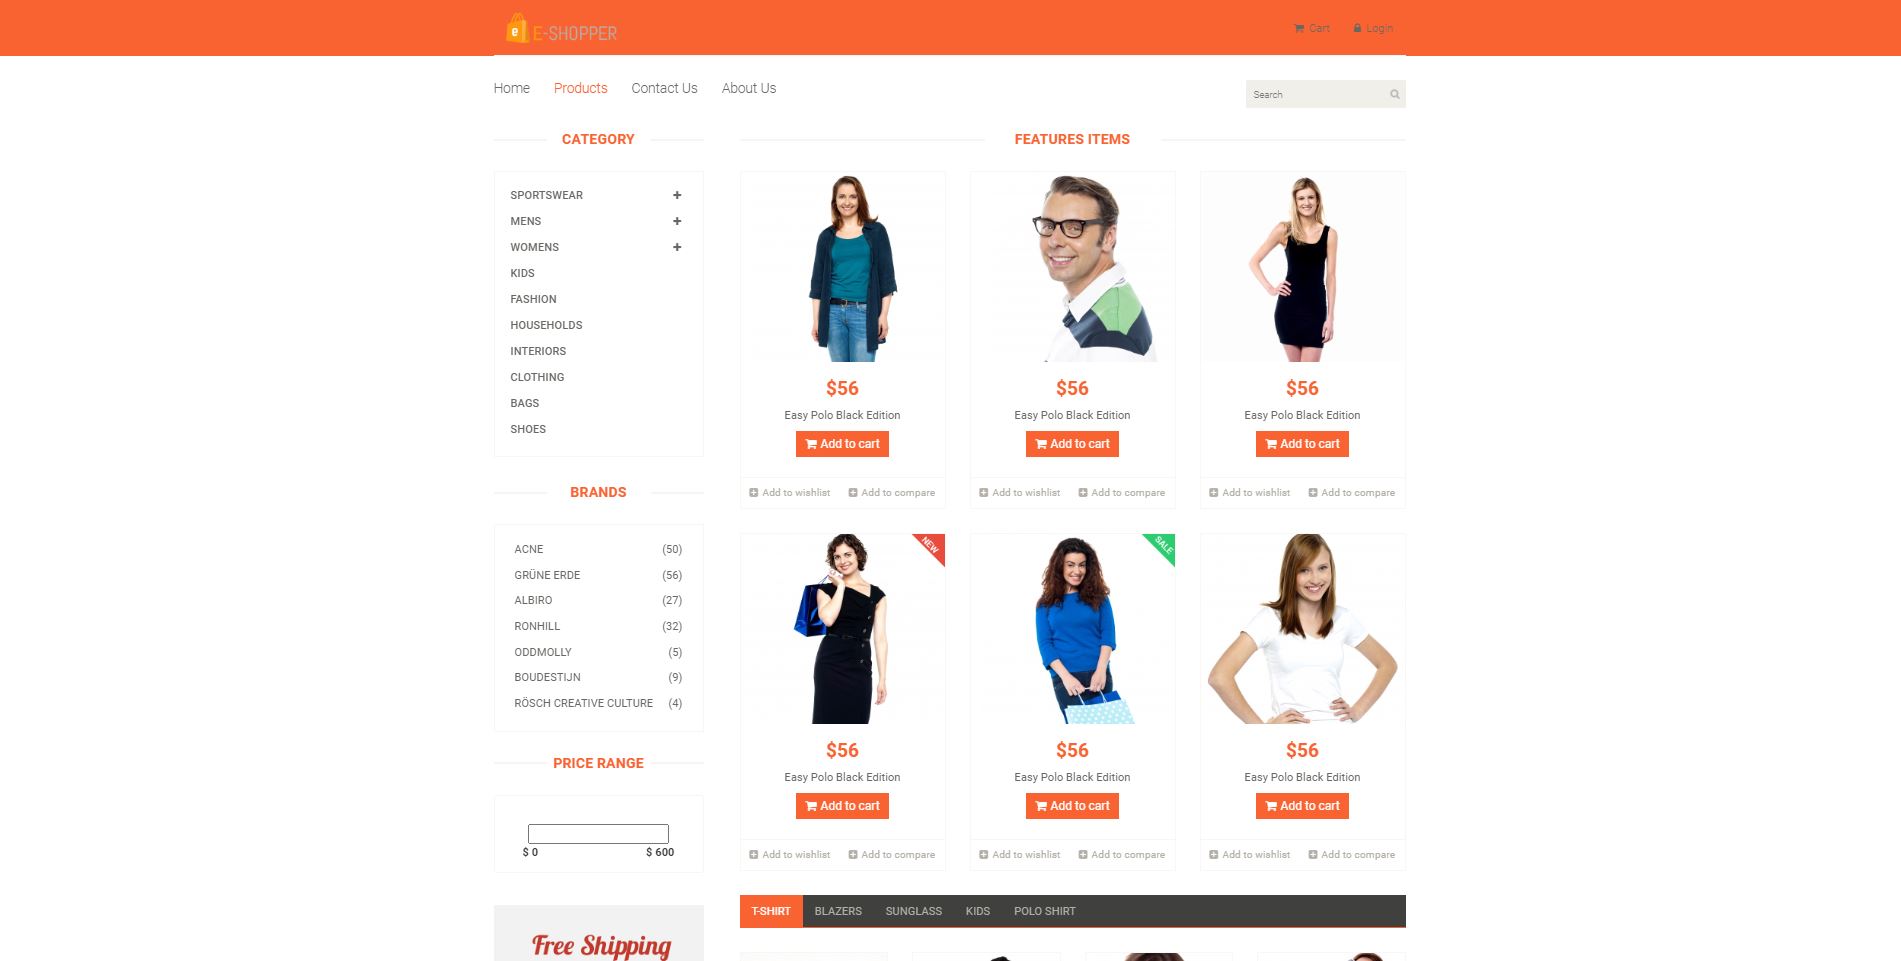 E-SHOPPER
Cart Login
Home Products Contact Us About Us
Search
CATEGORY
SPORTSWEAR
MENS
WOMENS
KIDS
FASHION
HOUSEHOLDS
INTERIORS
CLOTHING
BAGS
SHOES
BRANDS
ACNE (50)
GRÜNE ERDE (56)
ALBIRO (27)
RONHILL (32)
ODDMOLLY (5)
BOUDESTIJN (9)
RÖSCH CREATIVE CULTURE (4)
PRICE RANGE
$ 0 $ 600
Free Shipping
FEATURES ITEMS
$56 $56 $56
Easy Polo Black Edition Easy Polo Black Edition Easy Polo Black Edition
Add to cart Add to cart Add to cart
Add to wishlist Add to compare Add to wishlist Add to compare Add to wishlist Add to compare
NEW SALE
$56 $56 $56
Easy Polo Black Edition Easy Polo Black Edition Easy Polo Black Edition
Add to cart Add to cart Add to cart
Add to wishlist Add to compare Add to wishlist Add to compare Add to wishlist Add to compare
T-SHIRT BLAZERS SUNGLASS KIDS POLO SHIRT